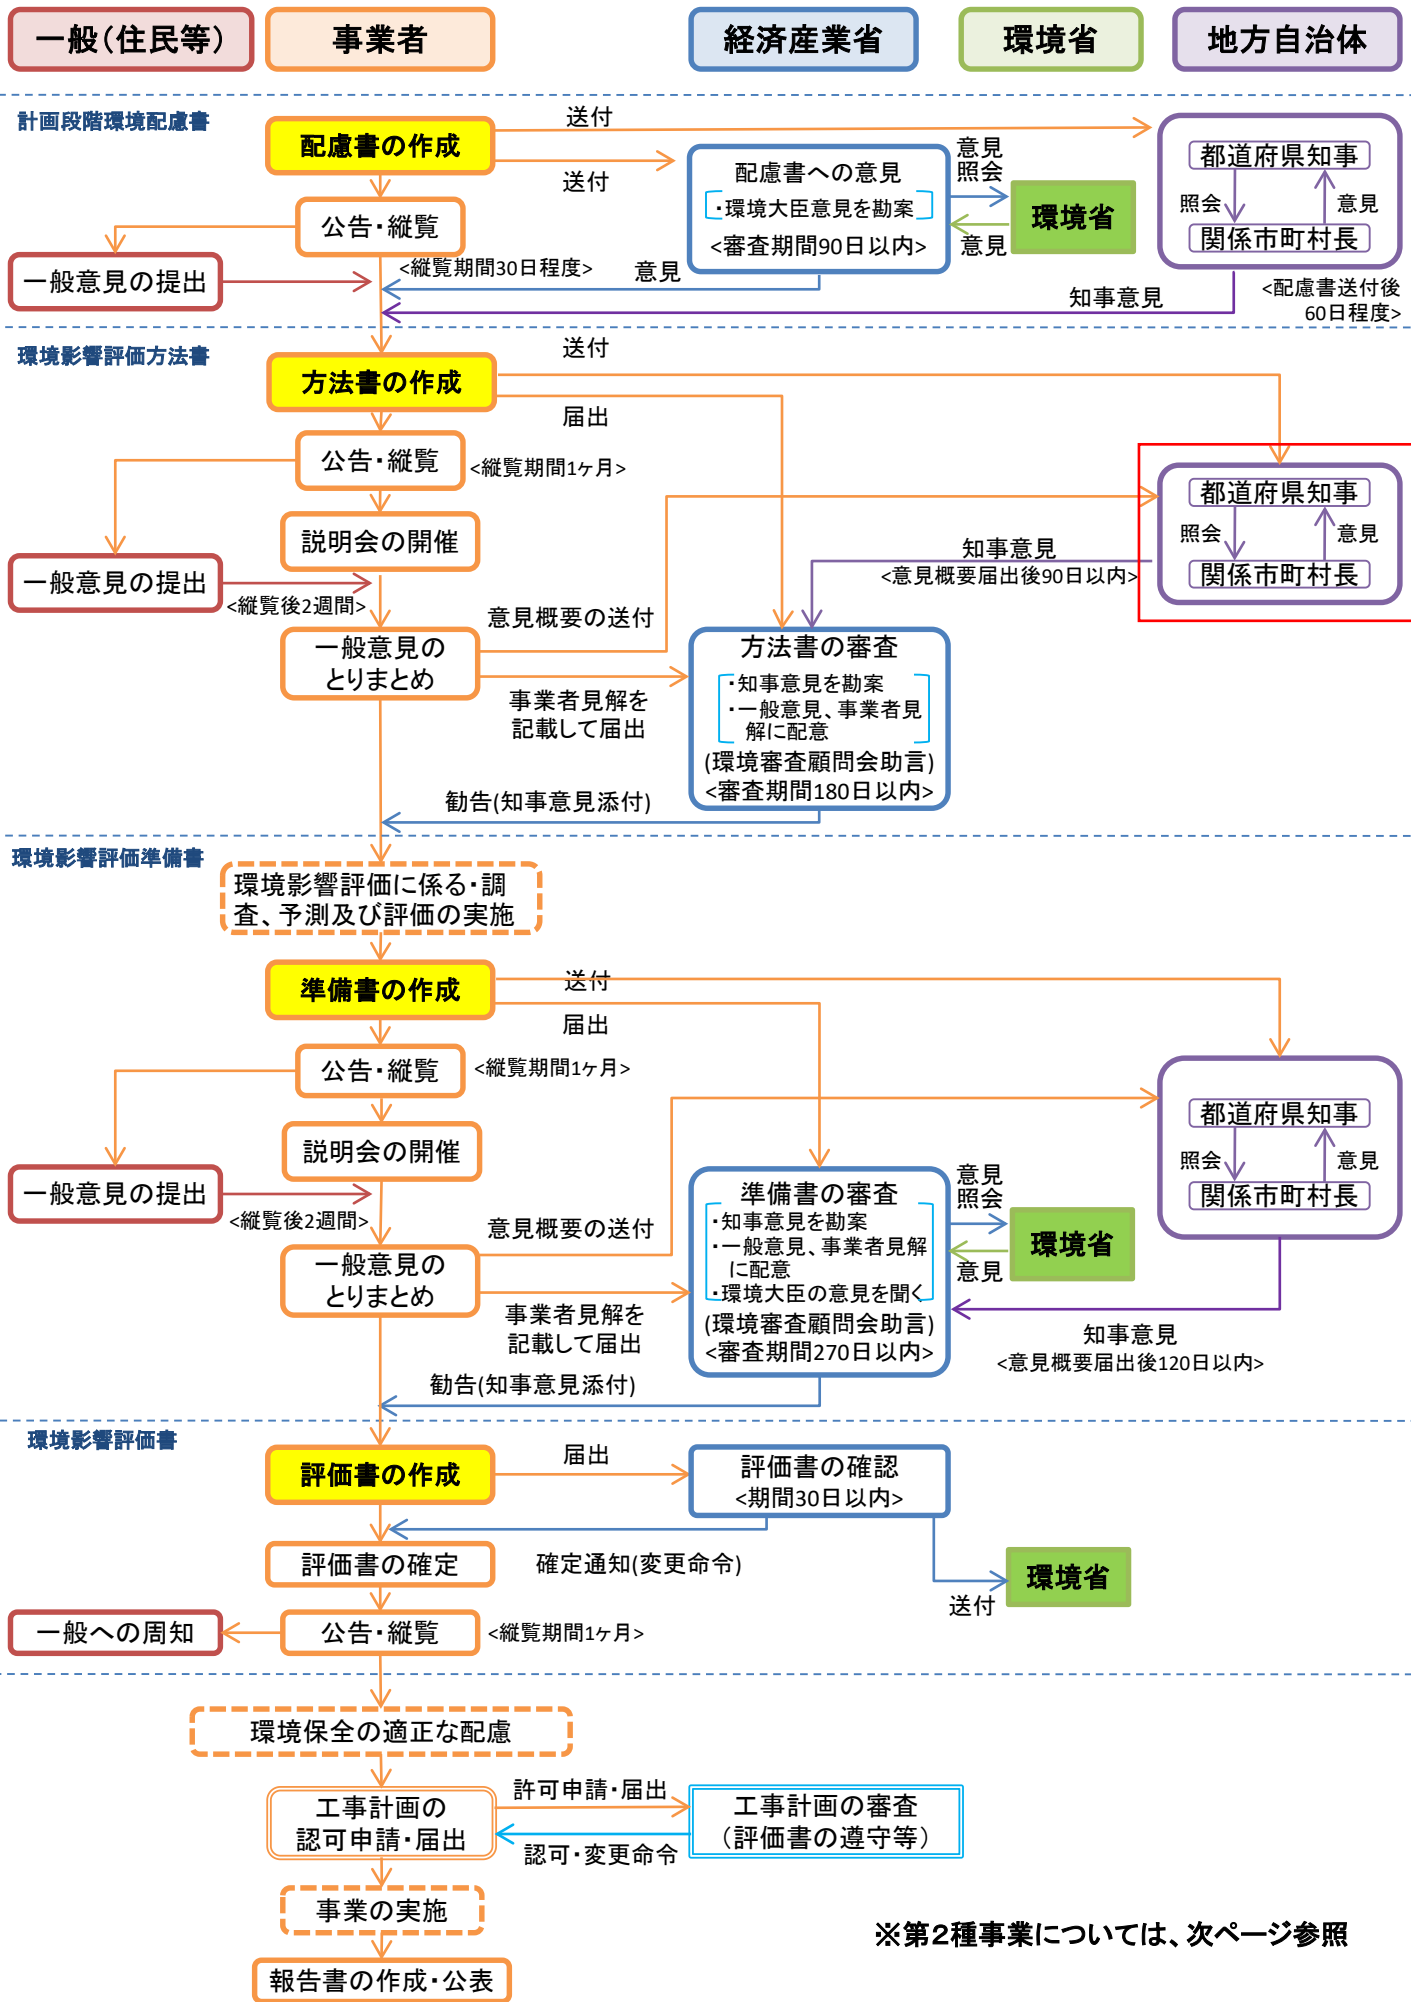 一般(住民等)
事業者
経済産業省
環境省
地方自治体
計画段階環境配慮書
配慮書の作成
送付
送付
公告・縦覧
<縦覧期間30日程度>
一般意見の提出
配慮書への意見
・環境大臣意見を勘案
<審査期間90日以内>
意見
照会
意見
環境省
都道府県知事
照会
意見
関係市町村長
意見
知事意見
<配慮書送付後
60日程度>
環境影響評価方法書
方法書の作成
送付
届出
公告・縦覧
<縦覧期間1ヶ月>
説明会の開催
一般意見の提出
<縦覧後2週間>
一般意見の
とりまとめ
意見概要の送付
事業者見解を
記載して届出
都道府県知事
照会
意見
関係市町村長
知事意見
<意見概要届出後90日以内>
方法書の審査
・知事意見を勘案
・一般意見、事業者見
解に配意
(環境審査顧問会助言)
<審査期間180日以内>
勧告(知事意見添付)
環境影響評価準備書
環境影響評価に係る・調
査、予測及び評価の実施
準備書の作成
送付
届出
公告・縦覧
<縦覧期間1ヶ月>
説明会の開催
一般意見の提出
<縦覧後2週間>
一般意見の
とりまとめ
意見概要の送付
事業者見解を
記載して届出
準備書の審査
・知事意見を勘案
・一般意見、事業者見解
に配意
・環境大臣の意見を聞く
(環境審査顧問会助言)
<審査期間270日以内>
意見
照会
意見
環境省
都道府県知事
照会
意見
関係市町村長
知事意見
<意見概要届出後120日以内>
勧告(知事意見添付)
環境影響評価書
評価書の作成
届出
評価書の確認
<期間30日以内>
評価書の確定
確定通知(変更命令)
環境省
送付
一般への周知
公告・縦覧
<縦覧期間1ヶ月>
環境保全の適正な配慮
工事計画の
認可申請・届出
許可申請・届出
認可・変更命令
工事計画の審査
(評価書の遵守等)
事業の実施
報告書の作成・公表
※第2種事業については、次ページ参照